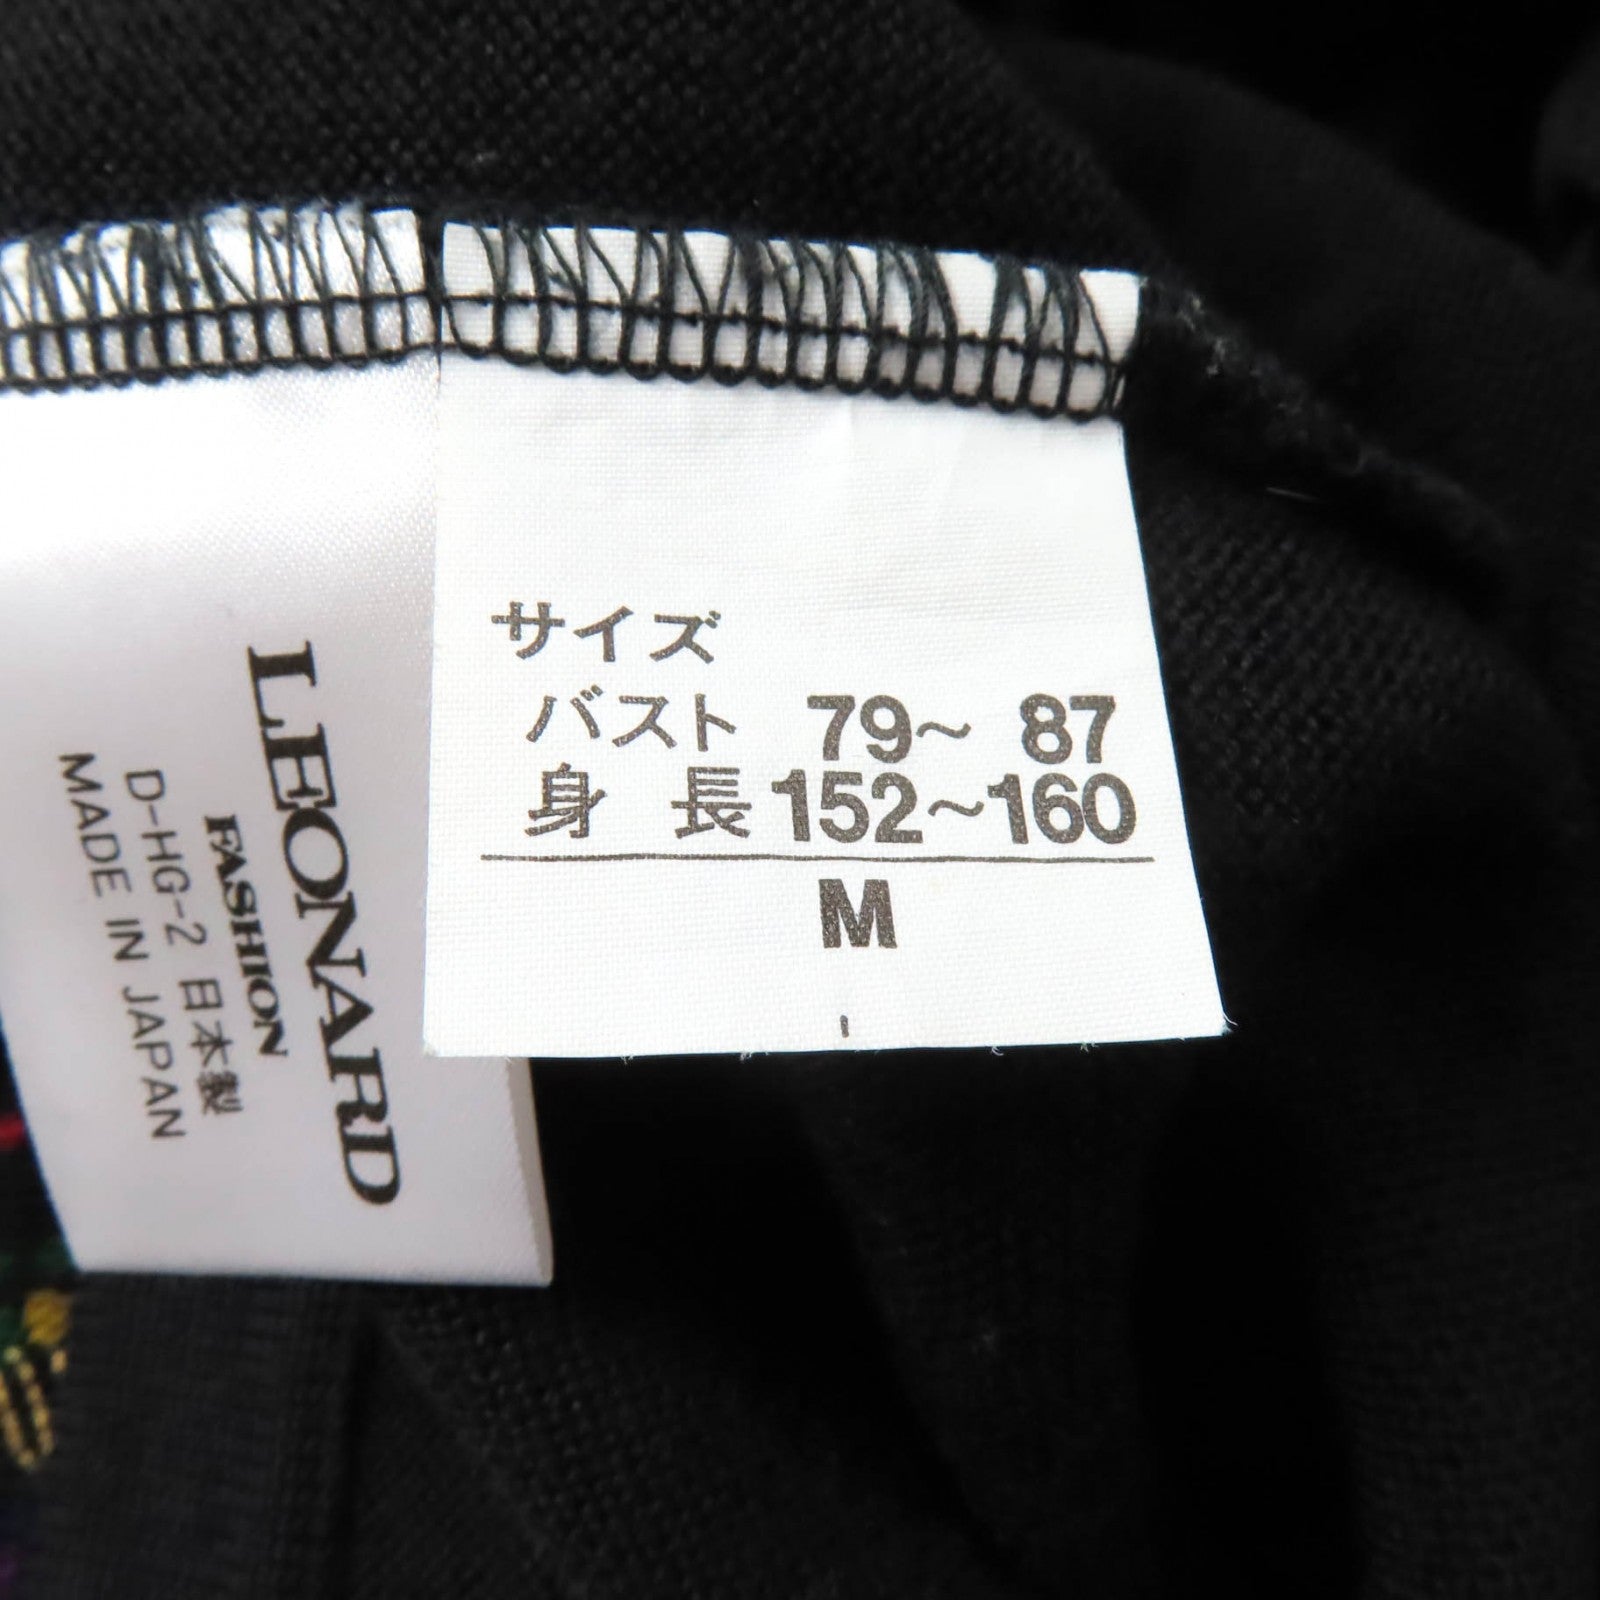 サイズ
バスト 79~ 87
身 長 152~160
M
LEONARD
FASHION
D-HG-2 日本製
MADE IN JAPAN